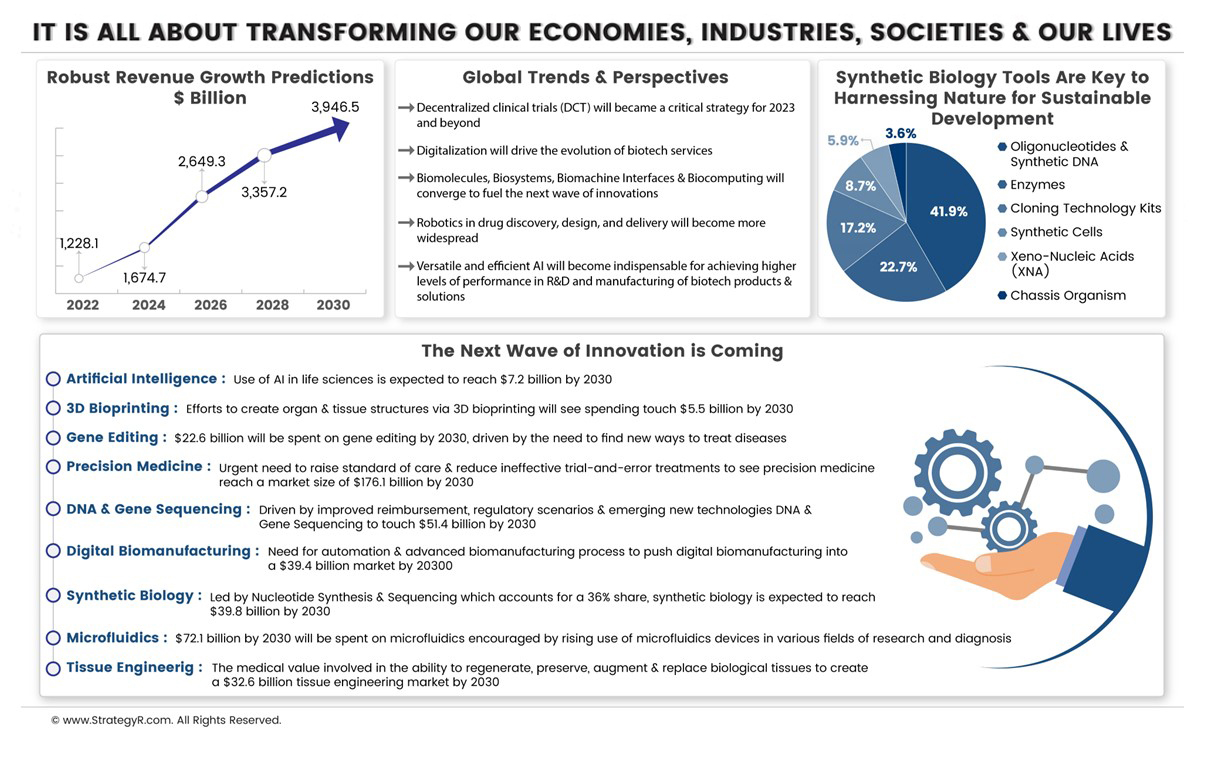 IT IS ALL ABOUT TRANSFORMING OUR ECONOMIES, INDUSTRIES, SOCIETIES & OUR LIVES
Robust Revenue Growth Predictions
$ Billion
3,946.5
2,649.3
3,357.2
1,228.1
1,674.7
2022 2024 2026 2028 2030
Global Trends & Perspectives
Decentralized clinical trials (DCT) will became a critical strategy for 2023
and beyond
Digitalization will drive the evolution of biotech services
Biomolecules, Biosystems, Biomachine Interfaces & Biocomputing will
converge to fuel the next wave of innovations
Robotics in drug discovery, design, and delivery will become more
widespread
Versatile and efficient AI will become indispensable for achieving higher
levels of performance in R&D and manufacturing of biotech products &
solutions
Synthetic Biology Tools Are Key to
Harnessing Nature for Sustainable
Development
3.6%
5.9%
8.7%
41.9%
17.2%
22.7%
Oligonucleotides &
Synthetic DNA
Enzymes
Cloning Technology Kits
Synthetic Cells
Xeno-Nucleic Acids
(XNA)
Chassis Organism
The Next Wave of Innovation is Coming
Artificial Intelligence : Use of AI in life sciences is expected to reach $7.2 billion by 2030
3D Bioprinting : Efforts to create organ & tissue structures via 3D bioprinting will see spending touch $5.5 billion by 2030
Gene Editing : $22.6 billion will be spent on gene editing by 2030, driven by the need to find new ways to treat diseases
Precision Medicine : Urgent need to raise standard of care & reduce ineffective trial-and-error treatments to see precision medicine
reach a market size of $176.1 billion by 2030
DNA & Gene Sequencing : Driven by improved reimbursement, regulatory scenarios & emerging new technologies DNA &
Gene Sequencing to touch $51.4 billion by 2030
Digital Biomanufacturing : Need for automation & advanced biomanufacturing process to push digital biomanufacturing into
a $39.4 billion market by 20300
Synthetic Biology : Led by Nucleotide Synthesis & Sequencing which accounts for a 36% share, synthetic biology is expected to reach
$39.8 billion by 2030
Microfluidics : $72.1 billion by 2030 will be spent on microfluidics encouraged by rising use of microfluidics devices in various fields of research and diagnosis
Tissue Engineerig : The medical value involved in the ability to regenerate, preserve, augment & replace biological tissues to create
a $32.6 billion tissue engineering market by 2030
© www.StrategyR.com. All Rights Reserved.